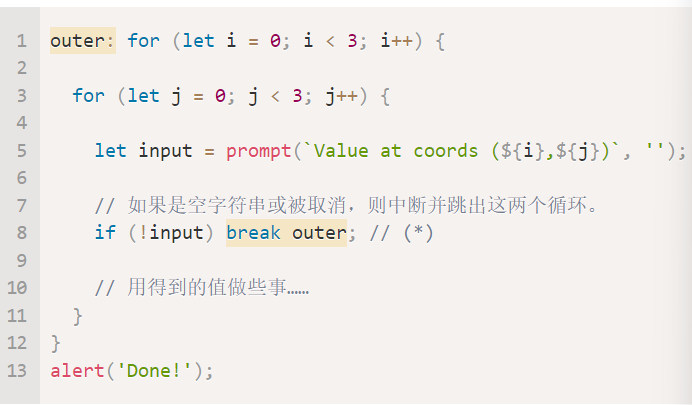 1 outer: for (let i = 0; i < 3; i++) {
2
3 for (let j = 0; j < 3; j++) {
4
5 let input = prompt(`Value at coords (${i},${j})`, '');
6
7 // 如果是空字符串或被取消，则中断并跳出这两个循环。
8 if (!input) break outer; // (*)
9
10 // 用得到的值做些事……
11 }
12 }
13 alert('Done!');